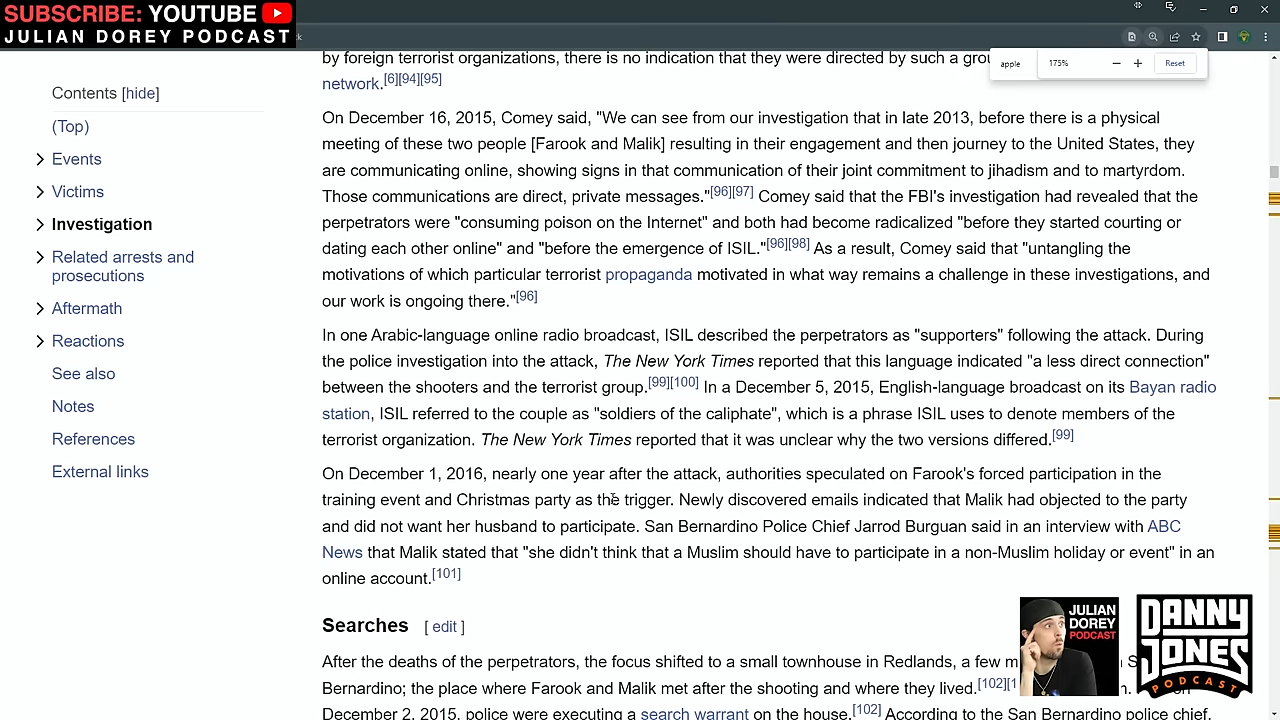 SUBSCRIBE: YOUTUBE
JULIAN DOREY PODCAST
apple
175%
Reset
Contents [hide]
(Top)
Events
Victims
Investigation
Related arrests and
prosecutions
Aftermath
Reactions
See also
Notes
References
External links
by foreign terrorist organizations, there is no indication that they were directed by such a
network.[6][94][95]
On December 16, 2015, Comey said, "We can see from our investigation that in late 2013, before there is a physical
meeting of these two people [Farook and Malik] resulting in their engagement and then journey to the United States, they
are communicating online, showing signs in that communication of their joint commitment to jihadism and to martyrdom.
Those communications are direct, private messages."[96][97] Comey said that the FBI's investigation had revealed that the
perpetrators were "consuming poison on the Internet" and both had become radicalized "before they started courting or
dating each other online" and "before the emergence of ISIL."[96][98] As a result, Comey said that "untangling the
motivations of which particular terrorist propaganda motivated in what way remains a challenge in these investigations, and
our work is ongoing there."[96]
In one Arabic-language online radio broadcast, ISIL described the perpetrators as "supporters" following the attack. During
the police investigation into the attack, The New York Times reported that this language indicated "a less direct connection"
between the shooters and the terrorist group.[99][100] In a December 5, 2015, English-language broadcast on its Bayan radio
station, ISIL referred to the couple as "soldiers of the caliphate", which is a phrase ISIL uses to denote members of the
terrorist organization. The New York Times reported that it was unclear why the two versions differed.[99]
On December 1, 2016, nearly one year after the attack, authorities speculated on Farook's forced participation in the
training event and Christmas party as the trigger. Newly discovered emails indicated that Malik had objected to the party
and did not want her husband to participate. San Bernardino Police Chief Jarrod Burguan said in an interview with ABC
News that Malik stated that "she didn't think that a Muslim should have to participate in a non-Muslim holiday or event" in an
online account.[101]
Searches [ edit ]
After the deaths of the perpetrators, the focus shifted to a small townhouse in Redlands, a few
Bernardino; the place where Farook and Malik met after the shooting and where they lived.[102]
December 2, 2015, police were executing a search warrant on the house.[102] According to the San Bernardino police chief,
JULIAN
DOREY
PODCAST
DANNY
JONES
PODCAST